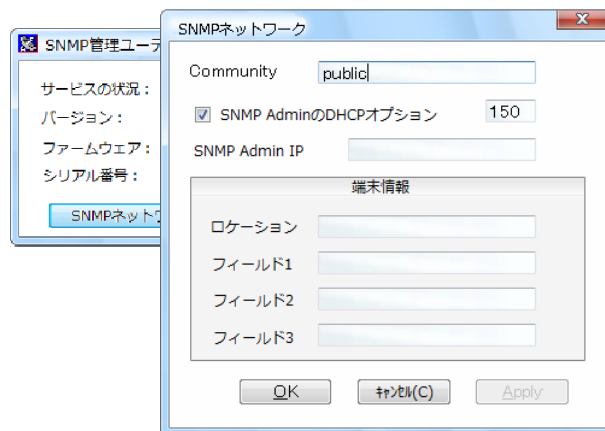 SNMP管理ユーテ
サービスの状況：
バージョン：
ファームウェア：
シリアル番号：
SNMPネットワ
SNMPネットワーク
Community
public
SNMP AdminのDHCPオプション
150
SNMP Admin IP
端末情報
ロケーション
フィールド1
フィールド2
フィールド3
OK
ｷｬﾝｾﾙ(C)
Apply